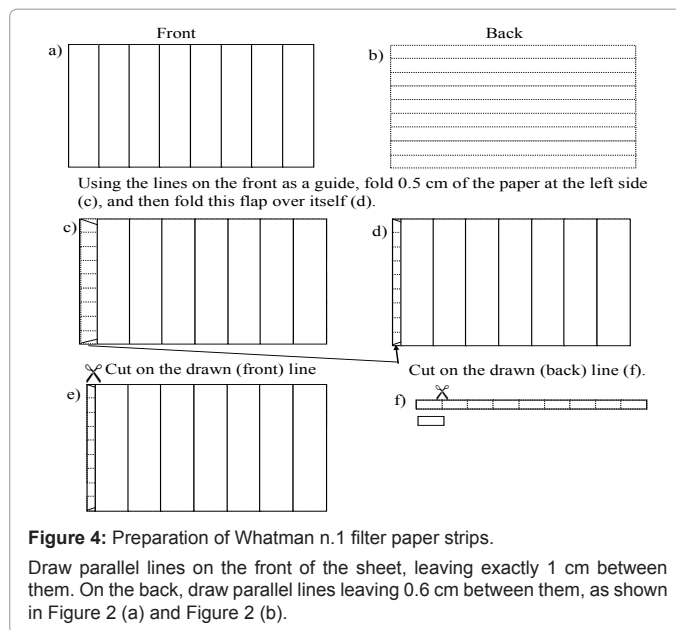 Front
Back
a)
b)
Using the lines on the front as a guide, fold 0.5 cm of the paper at the left side
(c), and then fold this flap over itself (d).
c)
d)
Cut on the drawn (front) line
Cut on the drawn (back) line (f).
e)
f)
Figure 4: Preparation of Whatman n.1 filter paper strips.
Draw parallel lines on the front of the sheet, leaving exactly 1 cm between
them. On the back, draw parallel lines leaving 0.6 cm between them, as shown
in Figure 2 (a) and Figure 2 (b).